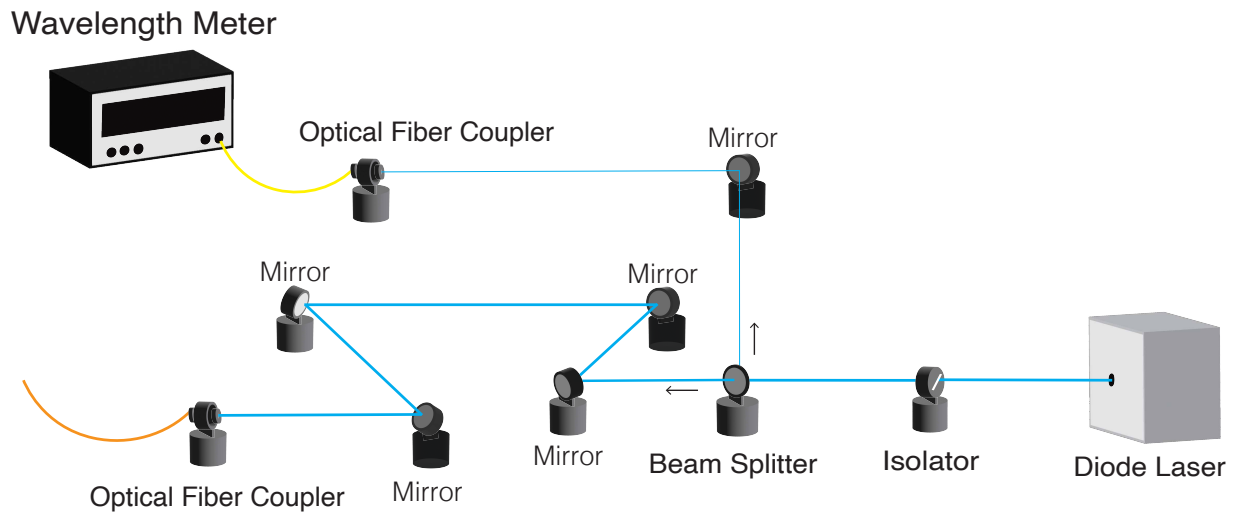 Wavelength Meter
Optical Fiber Coupler
Mirror
Mirror
Mirror
Mirror
Beam Splitter
Isolator
Diode Laser
Optical Fiber Coupler
Mirror